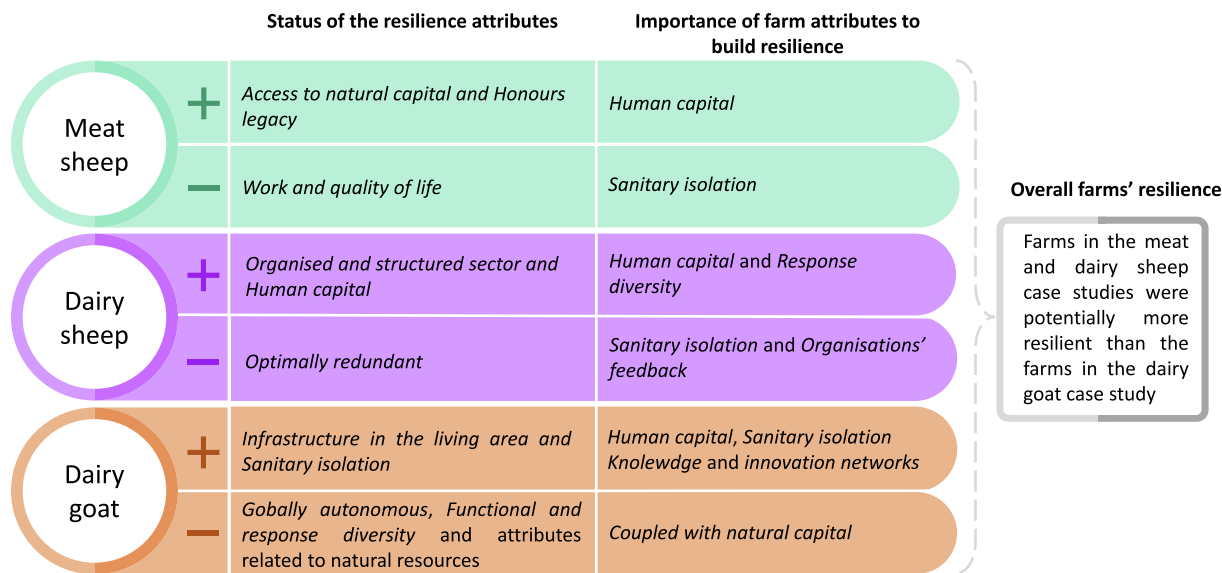 Status of the resilience attributes
Importance of farm attributes to
build resilience
Meat
sheep
+
Access to natural capital and Honours
legacy
Human capital
−
Work and quality of life
Sanitary isolation
Dairy
sheep
+
Organised and structured sector and
Human capital
Human capital and Response
diversity
−
Optimally redundant
Sanitary isolation and Organisations’
feedback
Dairy
goat
+
Infrastructure in the living area and
Sanitary isolation
Human capital, Sanitary isolation
Knolewdge and innovation networks
−
Gobally autonomous, Functional and
response diversity and attributes
related to natural resources
Coupled with natural capital
Overall farms’ resilience
Farms in the meat
and dairy sheep
case studies were
potentially more
resilient than the
farms in the dairy
goat case study